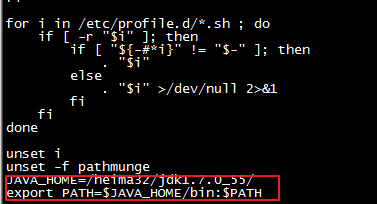 for i in /etc/profile.d/*.sh ; do
    if [ -r "$i" ]; then
        if [ "${-#*i}" != "$-" ]; then
            . "$i"
        else
            . "$i" >/dev/null 2>&1
        fi
    fi
done
unset i
unset -f pathmunge
JAVA_HOME=/heima32/jdk1.7.0_55/
export PATH=$JAVA_HOME/bin:$PATH